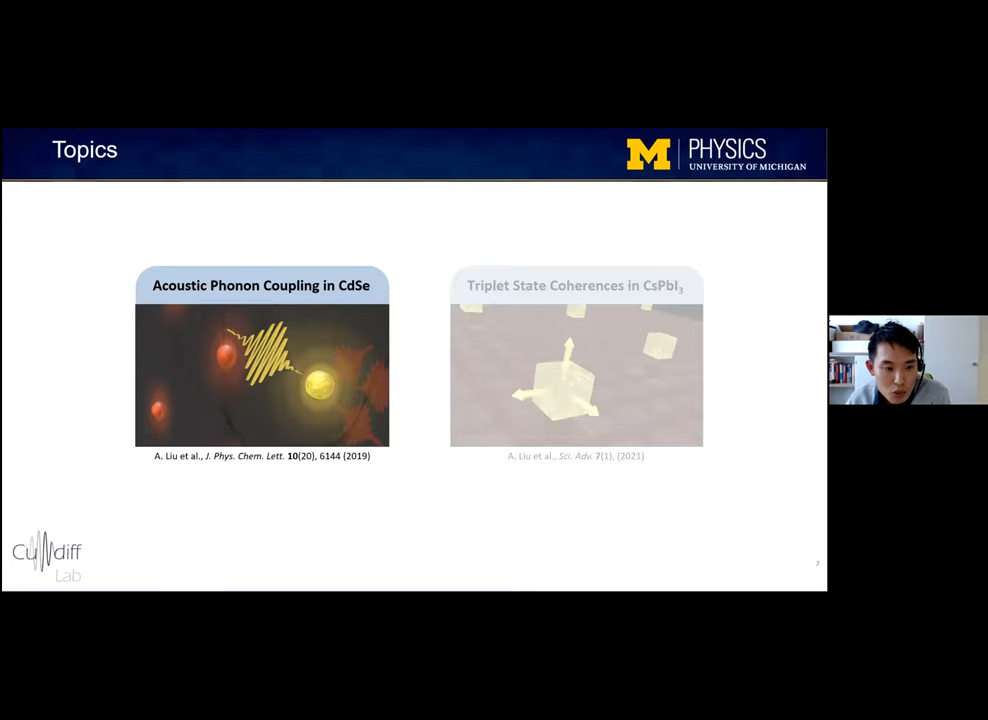 Topics
M PHYSICS
UNIVERSITY OF MICHIGAN
Acoustic Phonon Coupling in CdSe
Triplet State Coherences in CsPbI₃
A. Liu et al., J. Phys. Chem. Lett. 10(20), 6144 (2019)
A. Liu et al., Sci. Adv. 7(1), (2021)
Cundiff
Lab
7